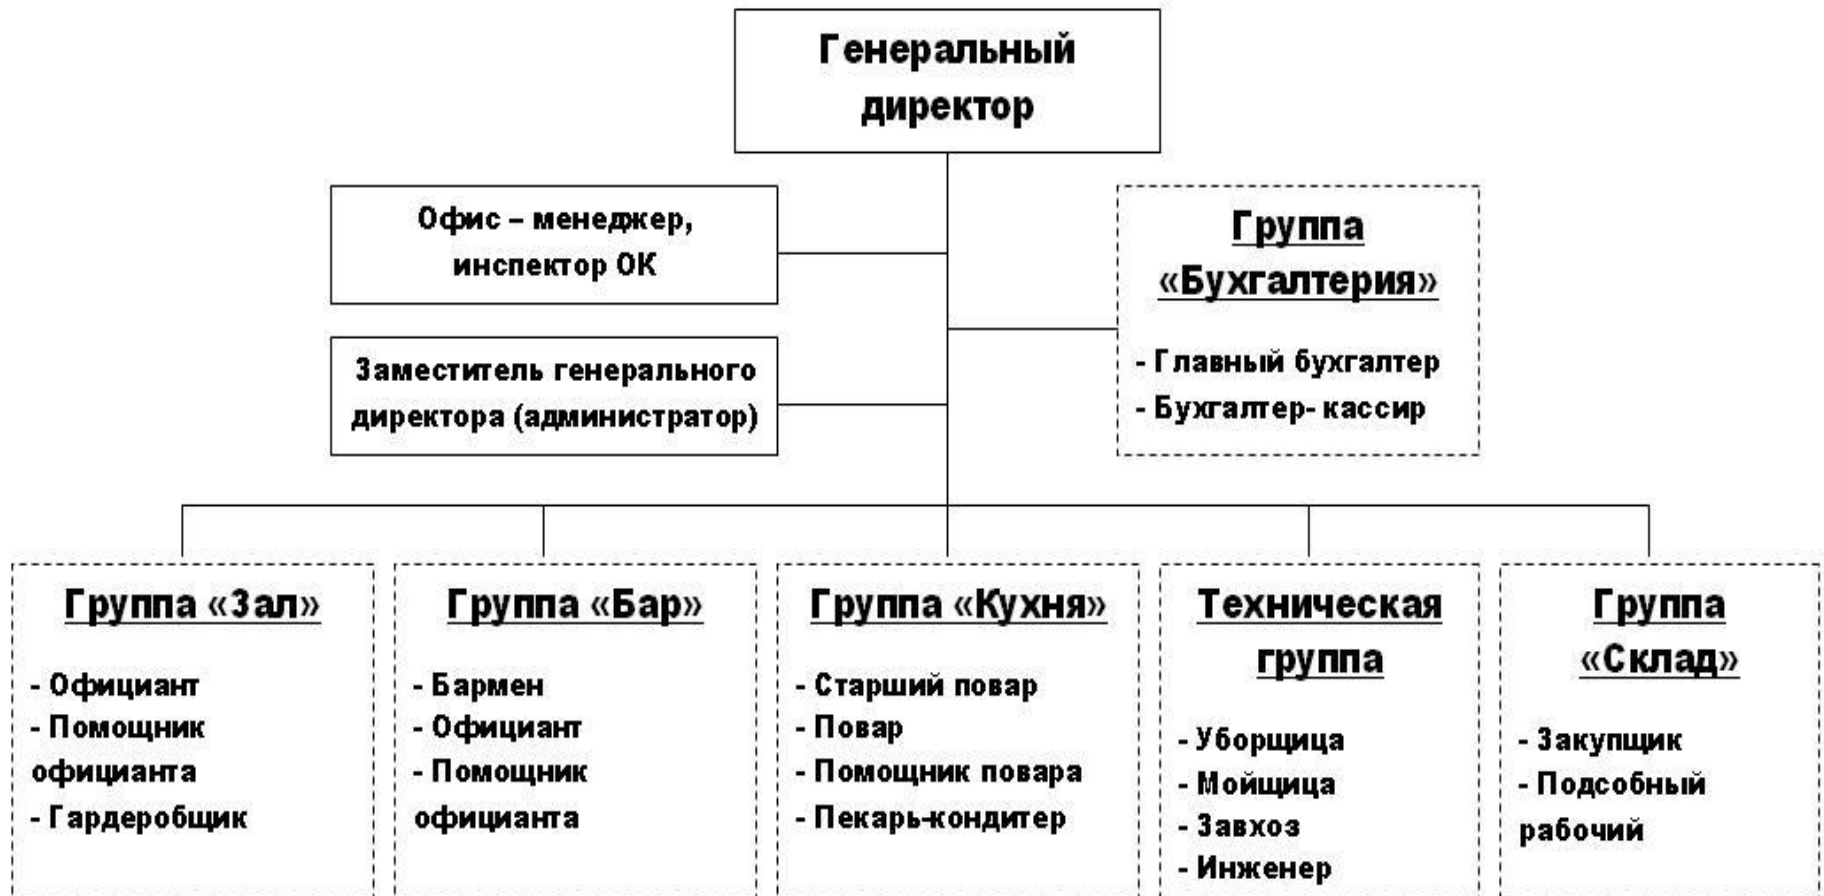 Генеральный
директор
Офис – менеджер,
инспектор ОК
Группа
«Бухгалтерия»
- Главный бухгалтер
- Бухгалтер- кассир
Заместитель генерального
директора (администратор)
Группа «Зал»
- Официант
- Помощник
официанта
- Гардеробщик
Группа «Бар»
- Бармен
- Официант
- Помощник
официанта
Группа «Кухня»
- Старший повар
- Повар
- Помощник повара
- Пекарь-кондитер
Техническая
группа
- Уборщица
- Мойщица
- Завхоз
- Инженер
Группа
«Склад»
- Закупщик
- Подсобный
рабочий